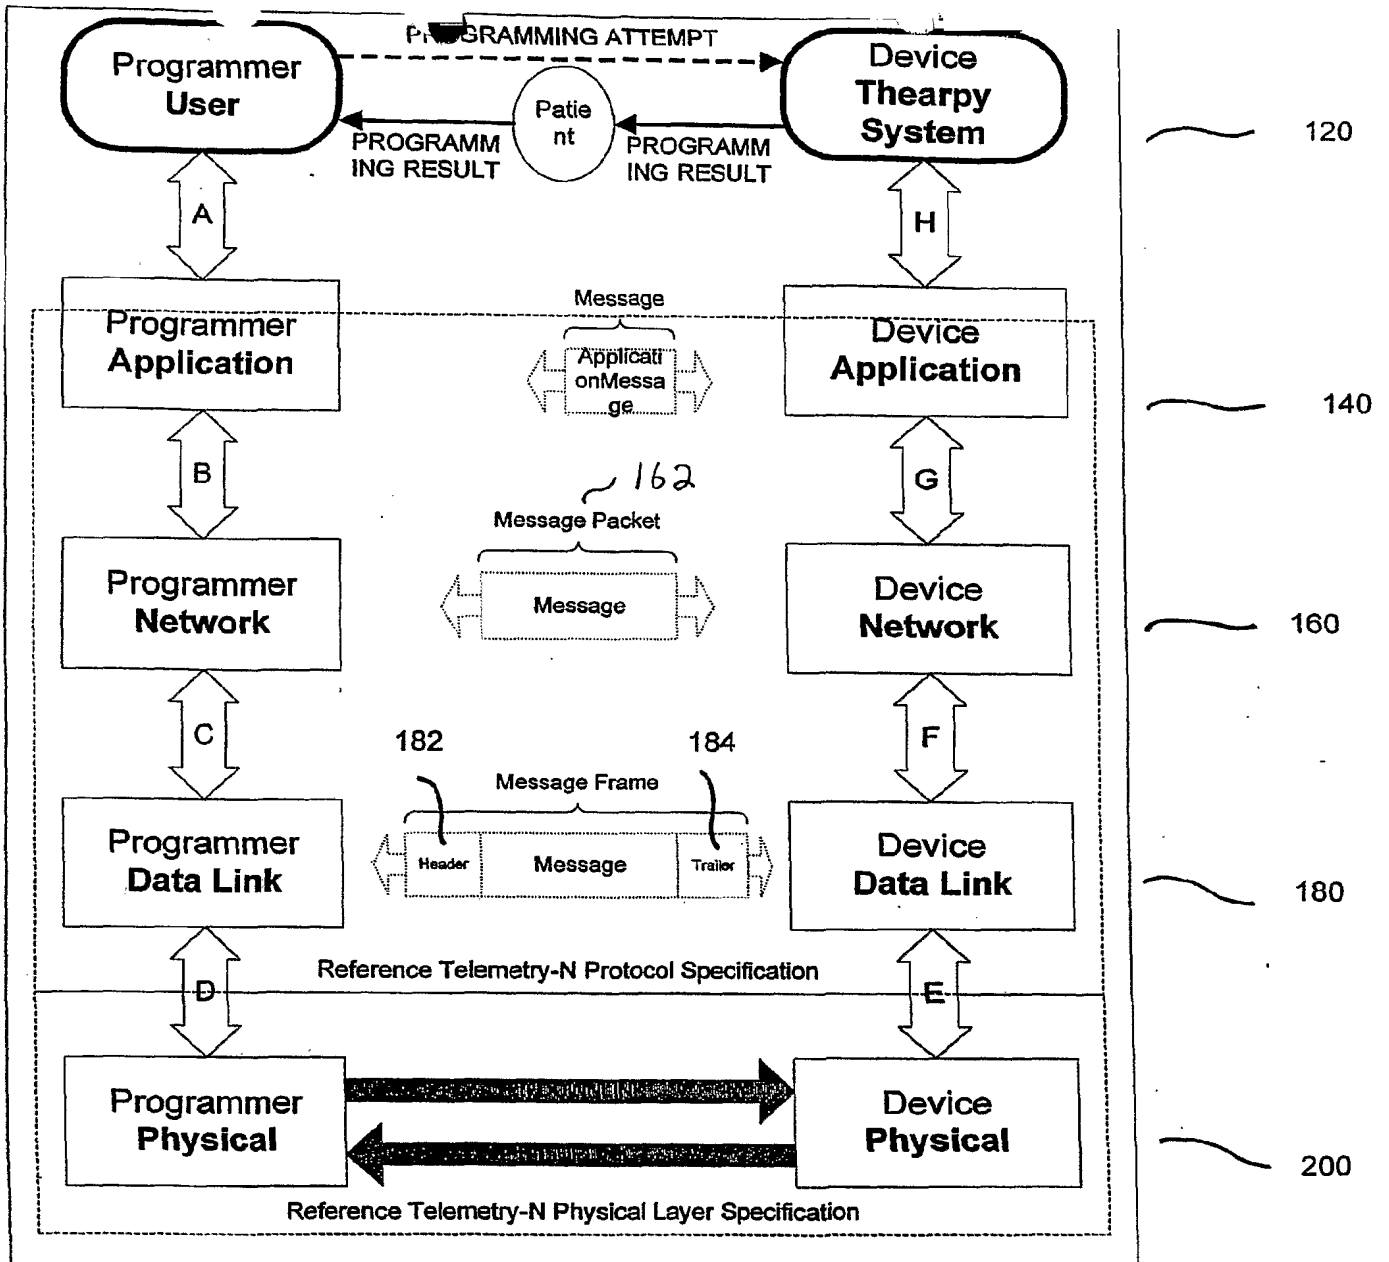 PROGRAMMING ATTEMPT
Programmer
User
Patie
nt
Device
Thearpy
System
PROGRAMM
ING RESULT
PROGRAMM
ING RESULT
120
A
H
Message
Programmer
Application
Applicati
onMessa
ge
Device
Application
140
B
G
162
Message Packet
Programmer
Network
Message
Device
Network
160
C
F
182
184
Message Frame
Programmer
Data Link
Header
Message
Trailer
Device
Data Link
180
Reference Telemetry-N Protocol Specification
D
E
Programmer
Physical
Device
Physical
200
Reference Telemetry-N Physical Layer Specification